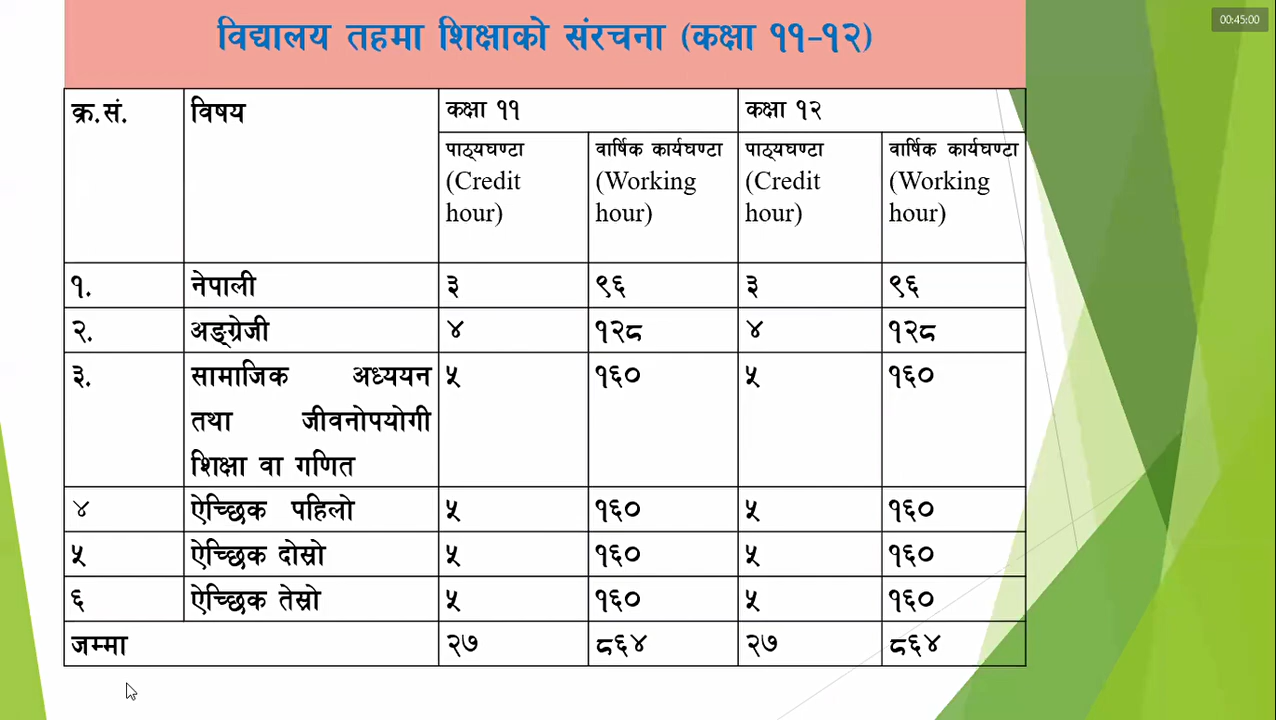 विद्यालय तहमा शिक्षाको संरचना (कक्षा ११-१२)
00:45:00
क्र.सं. विषय कक्षा ११ कक्षा १२
पाठ्यघण्टा वार्षिक कार्यघण्टा पाठ्यघण्टा वार्षिक कार्यघण्टा
(Credit (Working (Credit (Working
hour) hour) hour) hour)
१. नेपाली ३ ९६ ३ ९६
२. अङ्ग्रेजी ४ १२८ ४ १२८
३. सामाजिक अध्ययन ५ १६० ५ १६०
तथा जीवनोपयोगी
शिक्षा वा गणित
४ ऐच्छिक पहिलो ५ १६० ५ १६०
५ ऐच्छिक दोस्रो ५ १६० ५ १६०
६ ऐच्छिक तेस्रो ५ १६० ५ १६०
जम्मा २७ ८६४ २७ ८६४